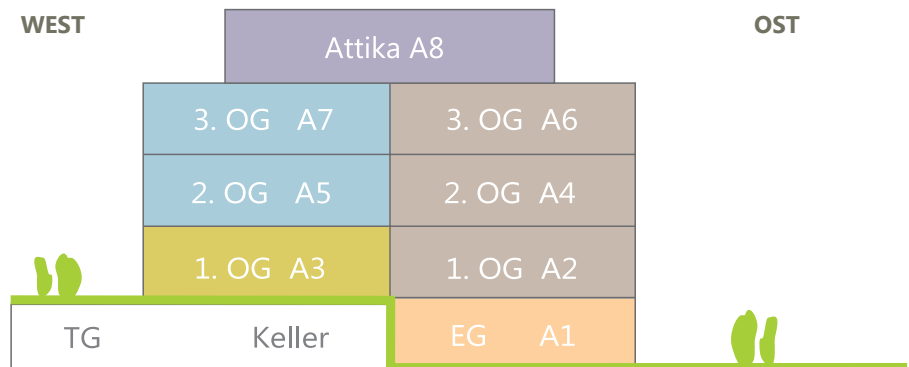 WEST
OST
Attika A8
3. OG A7
3. OG A6
2. OG A5
2. OG A4
1. OG A3
1. OG A2
TG
Keller
EG A1